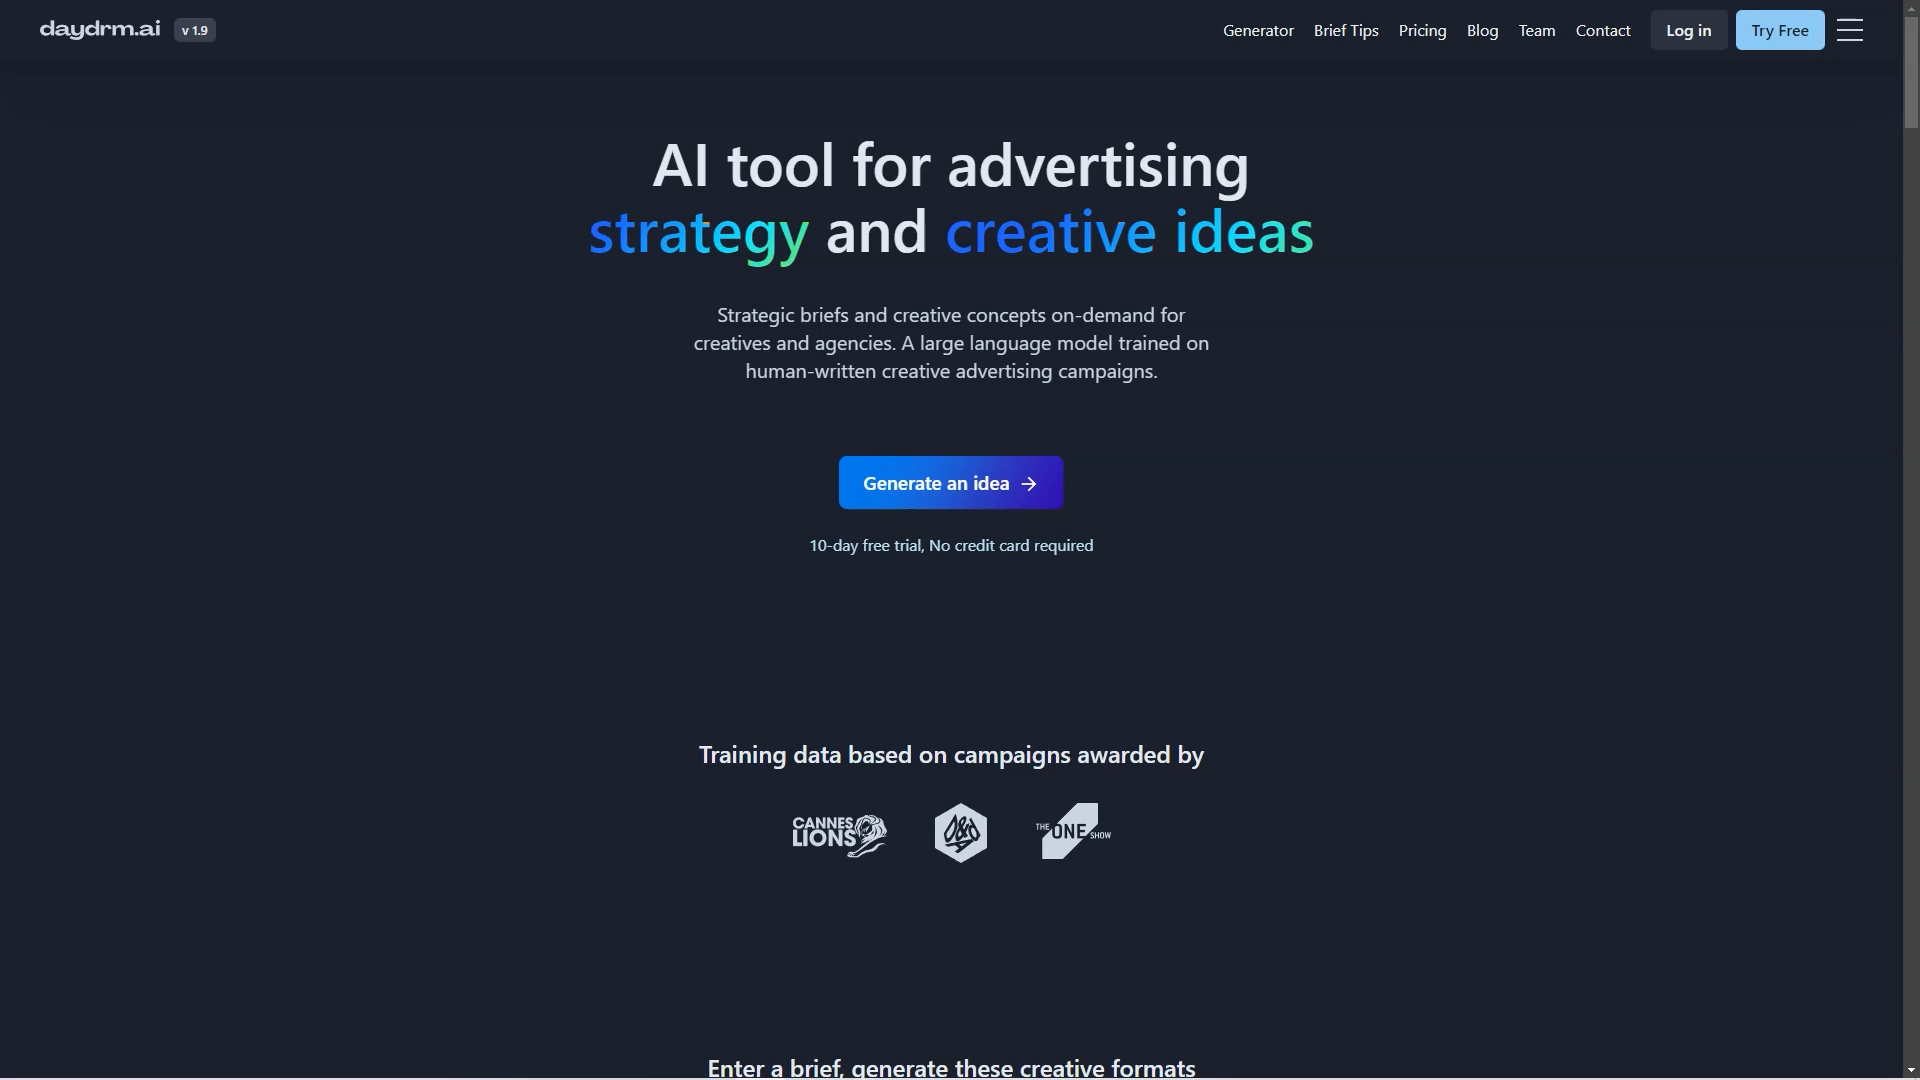 daydrm.ai v 1.9
Generator Brief Tips Pricing Blog Team Contact Log in Try Free
AI tool for advertising
strategy and creative ideas
Strategic briefs and creative concepts on-demand for
creatives and agencies. A large language model trained on
human-written creative advertising campaigns.
Generate an idea →
10-day free trial, No credit card required
Training data based on campaigns awarded by
CANNES
LIONS
D&AD
THE ONE SHOW
Enter a brief, generate these creative formats